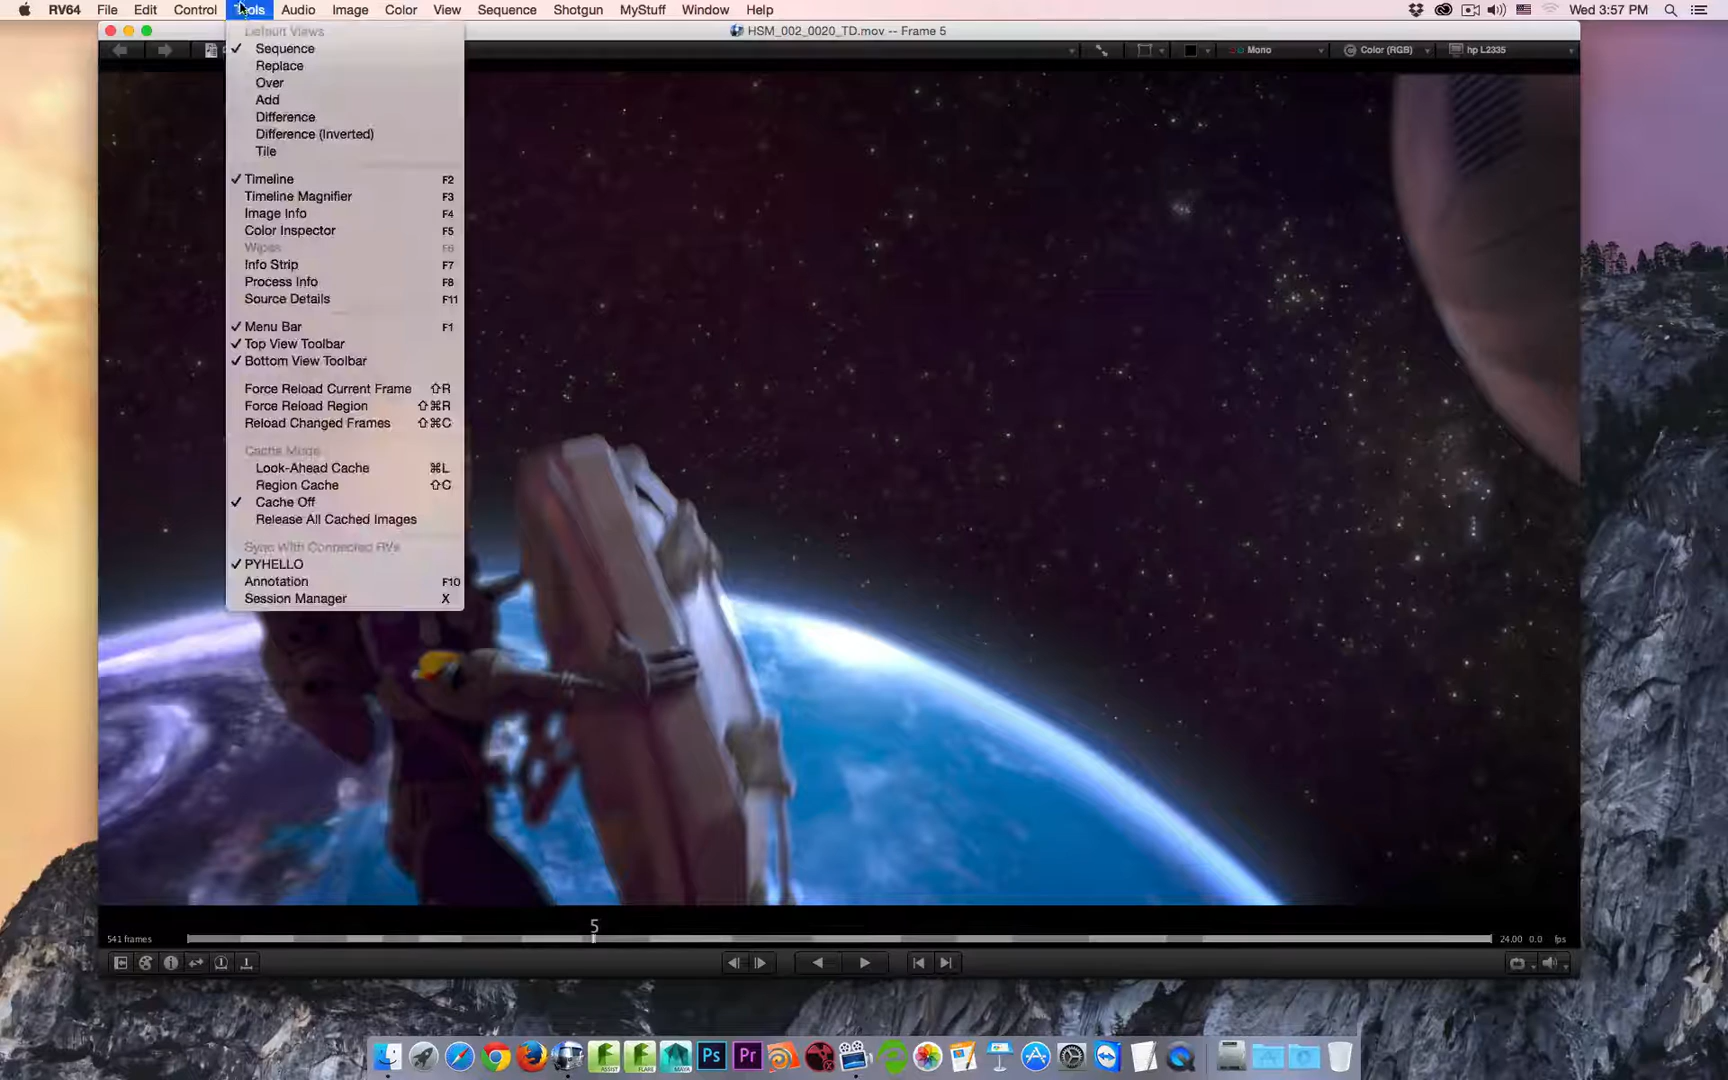 RV64 File Edit Control Tools Audio Image Color View Sequence Shotgun MyStuff Window Help Wed 3:57 PM
HSM_002_0020_TD.mov -- Frame 5
Mono Color (RGB) hp L2335
Default Views
✓ Sequence
Replace
Over
Add
Difference
Difference (Inverted)
Tile
✓ Timeline F2
Timeline Magnifier F3
Image Info F4
Color Inspector F5
Wipes F6
Info Strip F7
Process Info F8
Source Details F11
✓ Menu Bar F1
✓ Top View Toolbar
✓ Bottom View Toolbar
Force Reload Current Frame ⇧R
Force Reload Region ⇧⌘R
Reload Changed Frames ⇧⌘C
Cache Mode
Look-Ahead Cache ⌘L
Region Cache ⇧C
✓ Cache Off
Release All Cached Images
Sync With Connected RVs
✓ PYHELLO
Annotation F10
Session Manager X
5
541 frames 24.00 0.0 fps
ASSIST FLARE MAYA Ps Pr